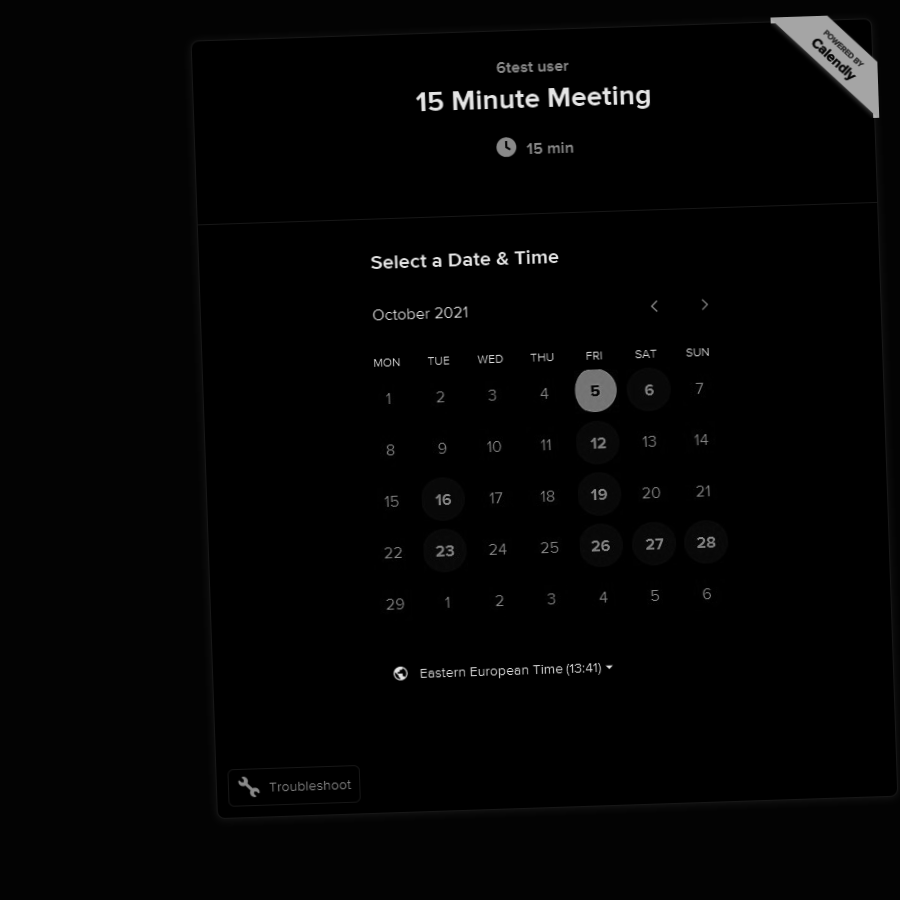 POWERED BY
Calendly
6test user
15 Minute Meeting
15 min
Select a Date & Time
October 2021
MON TUE WED THU FRI SAT SUN
1 2 3 4 5 6 7
8 9 10 11 12 13 14
15 16 17 18 19 20 21
22 23 24 25 26 27 28
29 1 2 3 4 5 6
Eastern European Time (13:41)
Troubleshoot